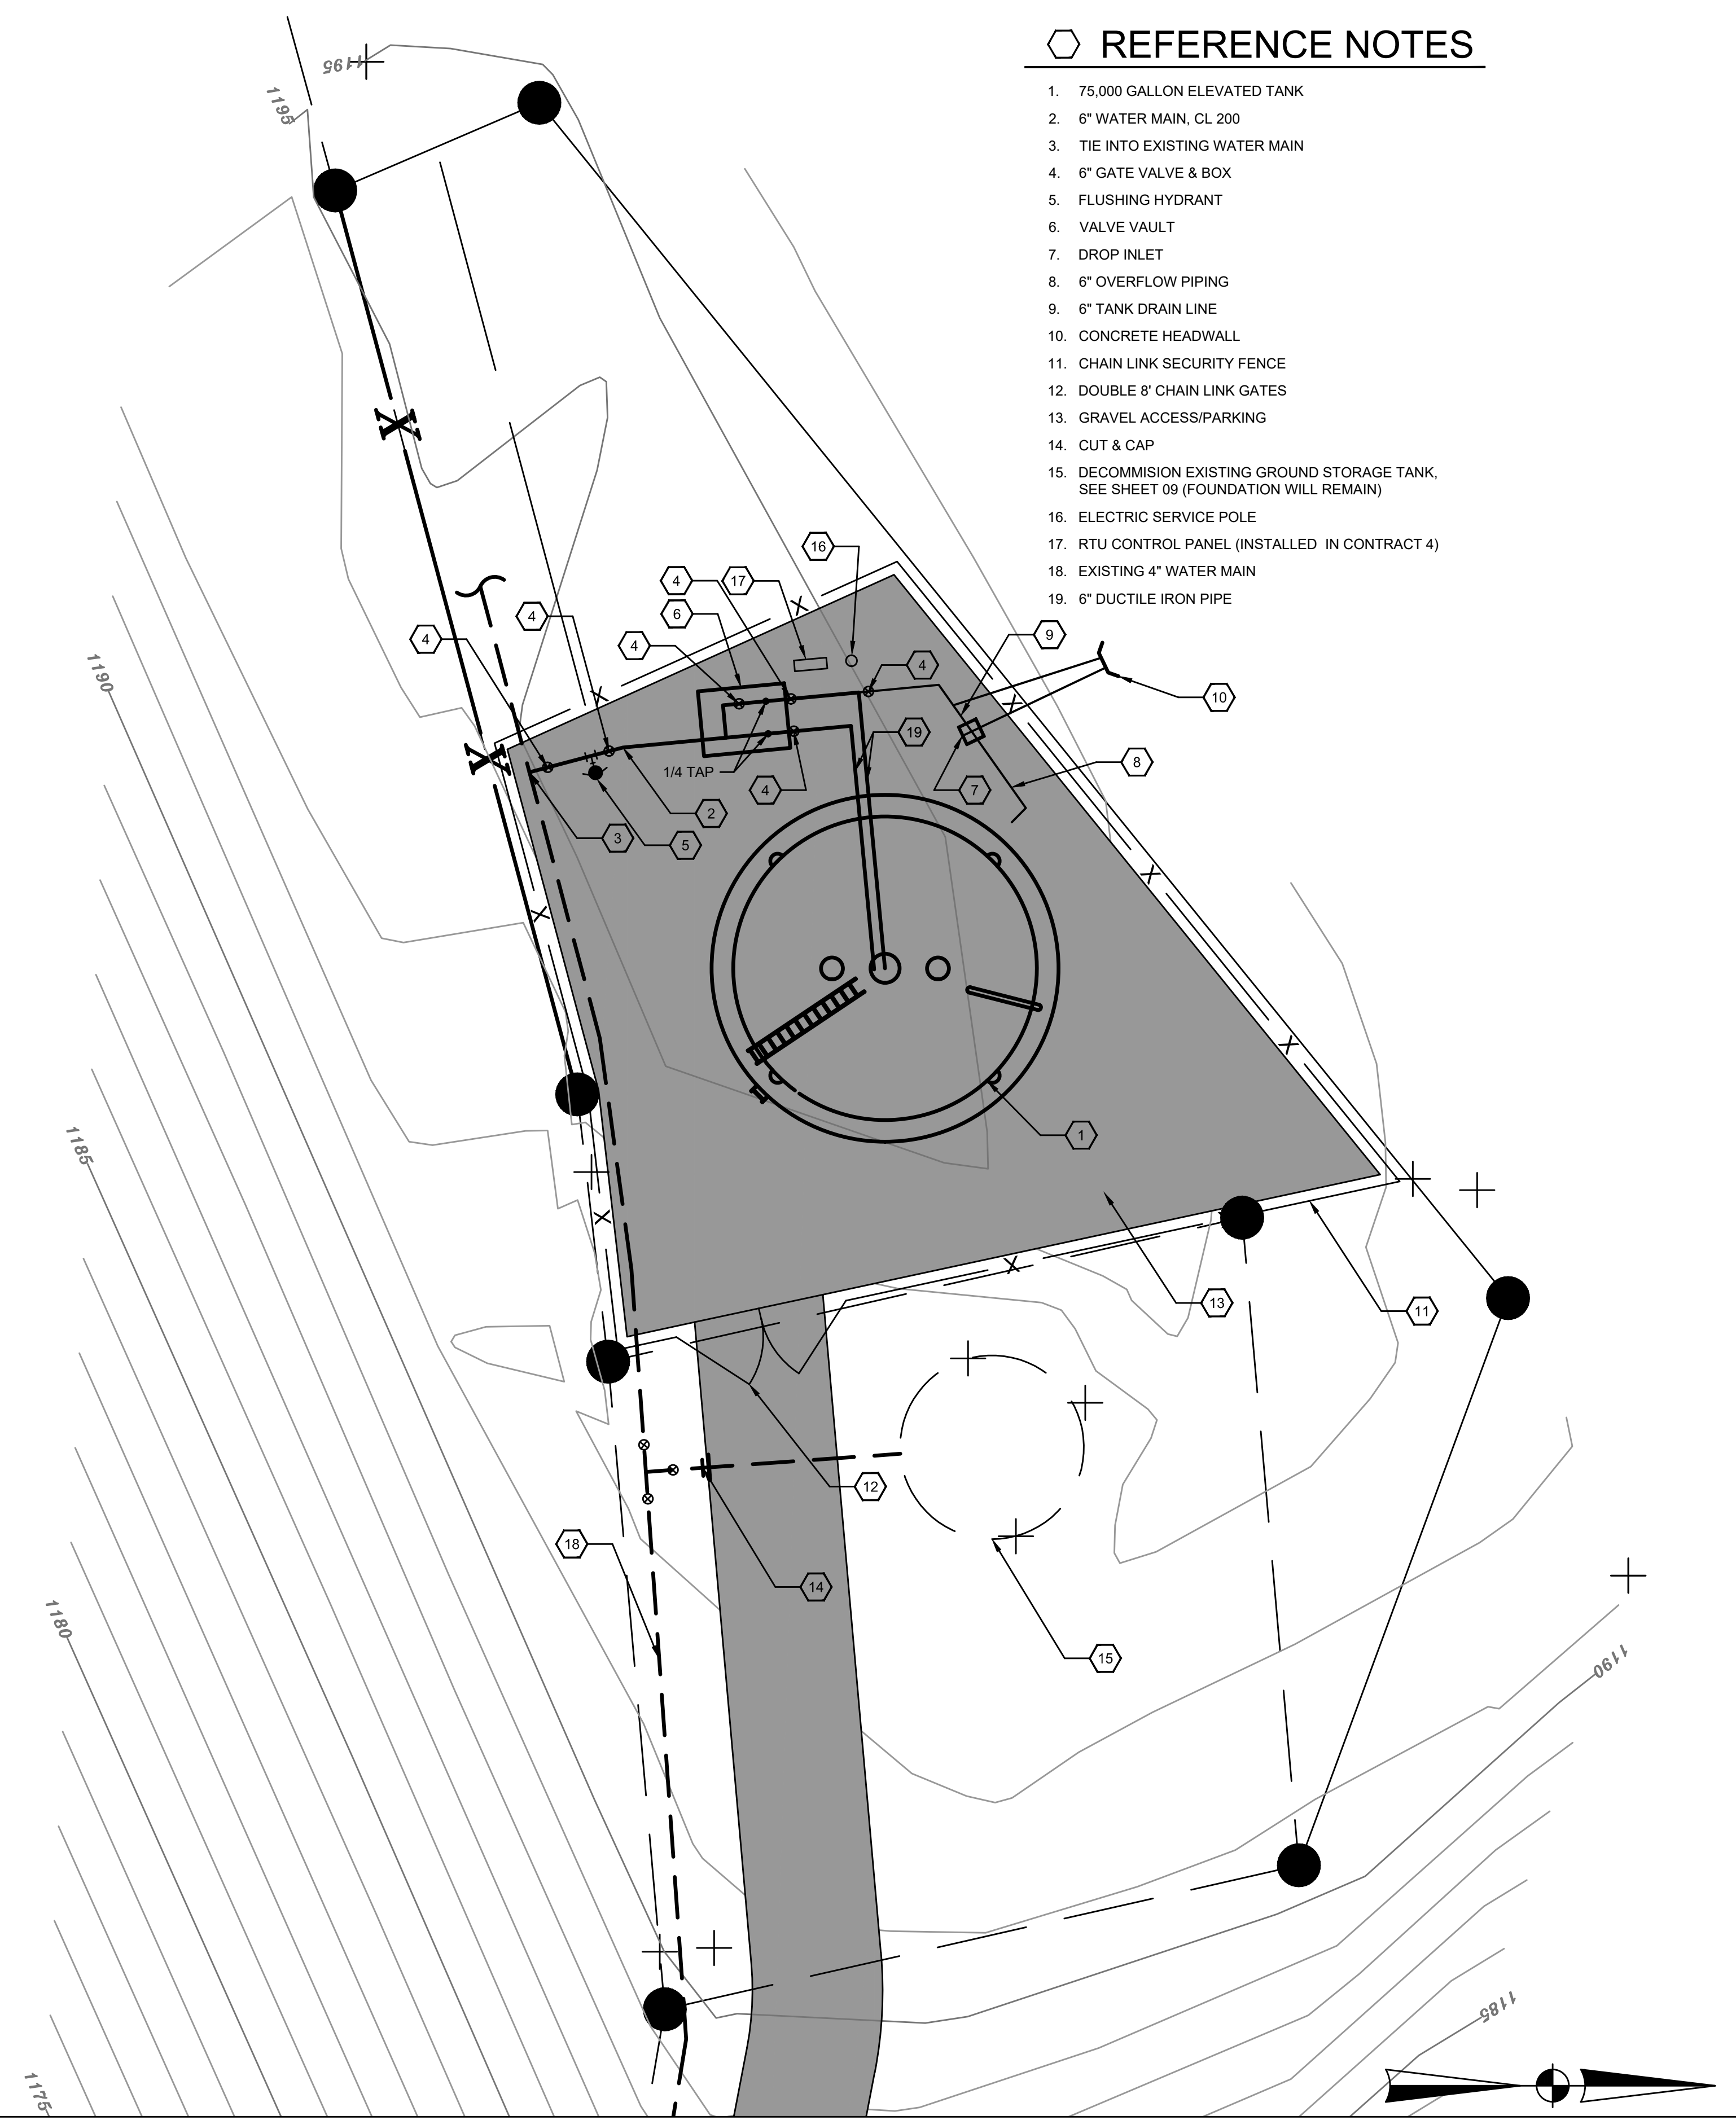 REFERENCE NOTES
1. 75,000 GALLON ELEVATED TANK
2. 6" WATER MAIN, CL 200
3. TIE INTO EXISTING WATER MAIN
4. 6" GATE VALVE & BOX
5. FLUSHING HYDRANT
6. VALVE VAULT
7. DROP INLET
8. 6" OVERFLOW PIPING
9. 6" TANK DRAIN LINE
10. CONCRETE HEADWALL
11. CHAIN LINK SECURITY FENCE
12. DOUBLE 8' CHAIN LINK GATES
13. GRAVEL ACCESS/PARKING
14. CUT & CAP
15. DECOMMISION EXISTING GROUND STORAGE TANK,
SEE SHEET 09 (FOUNDATION WILL REMAIN)
16. ELECTRIC SERVICE POLE
17. RTU CONTROL PANEL (INSTALLED IN CONTRACT 4)
18. EXISTING 4" WATER MAIN
19. 6" DUCTILE IRON PIPE
1195
1195
X
16
4
17
X
4
6
4
4
9
4
1190
X
X
10
19
X
1/4 TAP
8
4
7
2
3
5
X
X
X
1185
1
X
X
13
11
12
18
14
1180
15
1190
1185
1175